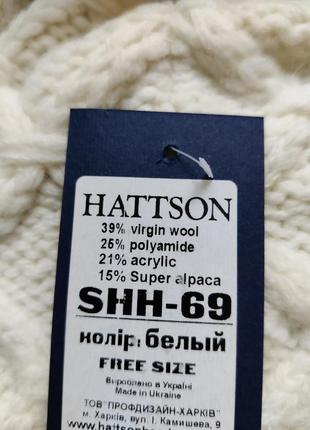 HATTSON
39% virgin wool
25% polyamide
21% acrylic
15% Super alpaca
SHH-69
колір: белый
FREE SIZE
Вироблено в Україні
Made in Ukraine
ТОВ "ПРОФДИЗАЙН-ХАРКІВ"
м. Харків, вул. І. Камишева, 9